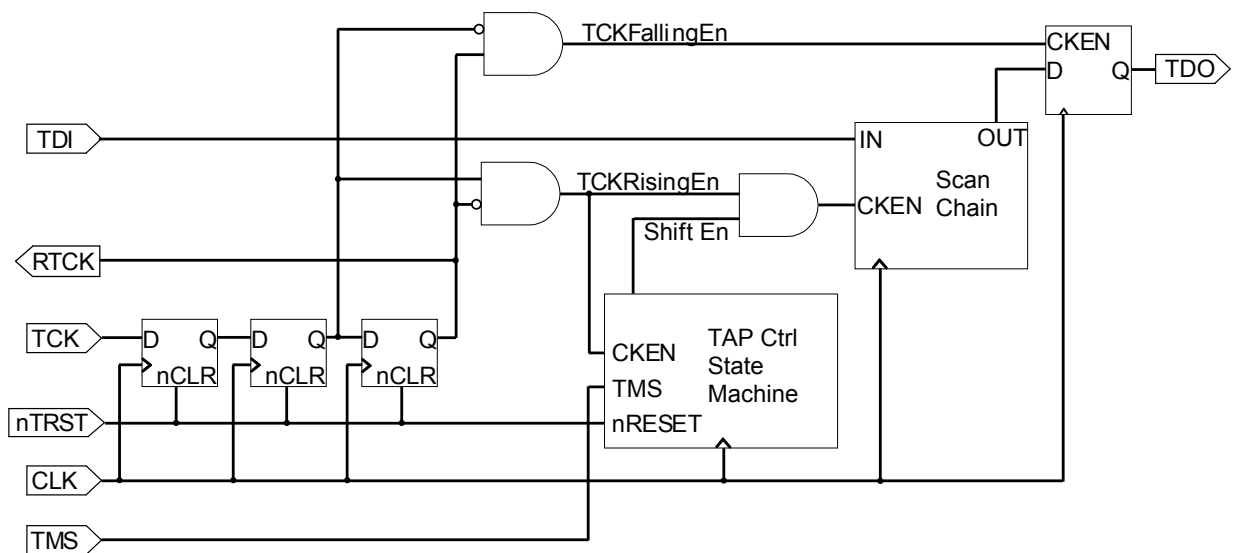 TCKFallingEn
CKEN
D Q
TDO
TDI
IN OUT
TCKRisingEn
Scan
Chain
CKEN
Shift En
RTCK
TCK
D Q
nCLR
D Q
nCLR
D Q
nCLR
TAP Ctrl
State
Machine
CKEN
TMS
nRESET
nTRST
CLK
TMS